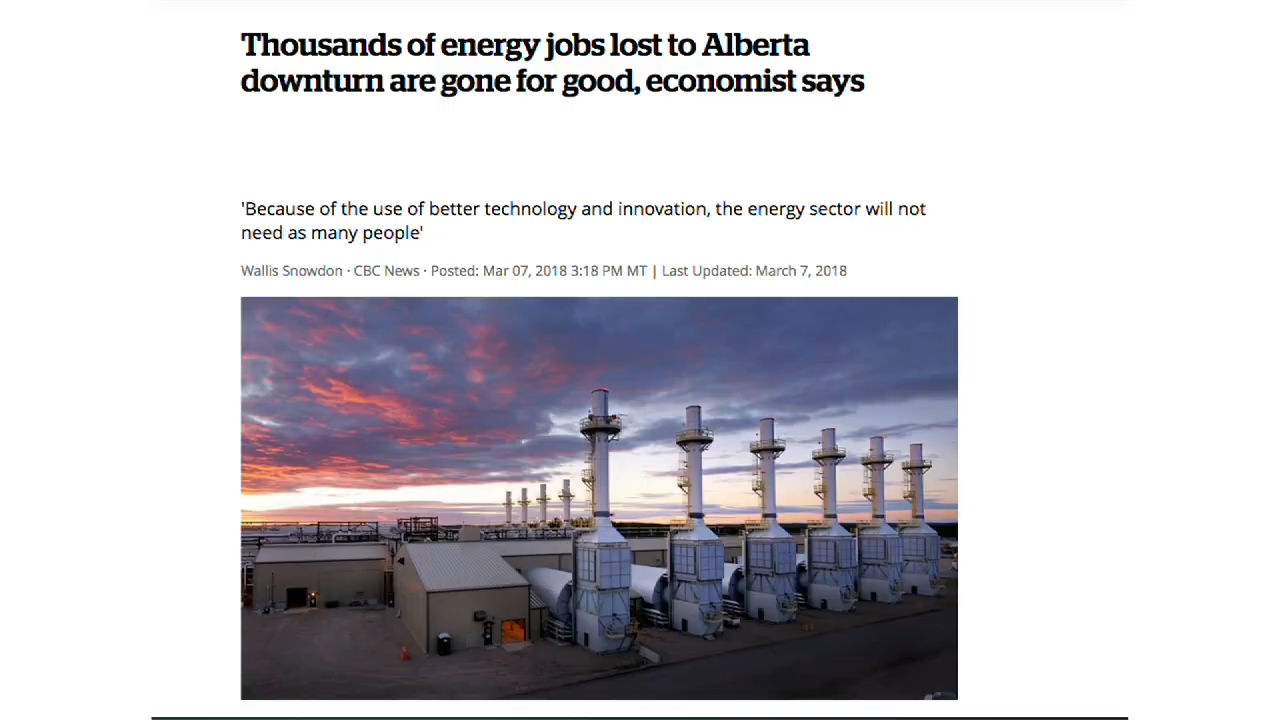 Thousands of energy jobs lost to Alberta
downturn are gone for good, economist says
'Because of the use of better technology and innovation, the energy sector will not
need as many people'
Wallis Snowdon · CBC News · Posted: Mar 07, 2018 3:18 PM MT | Last Updated: March 7, 2018